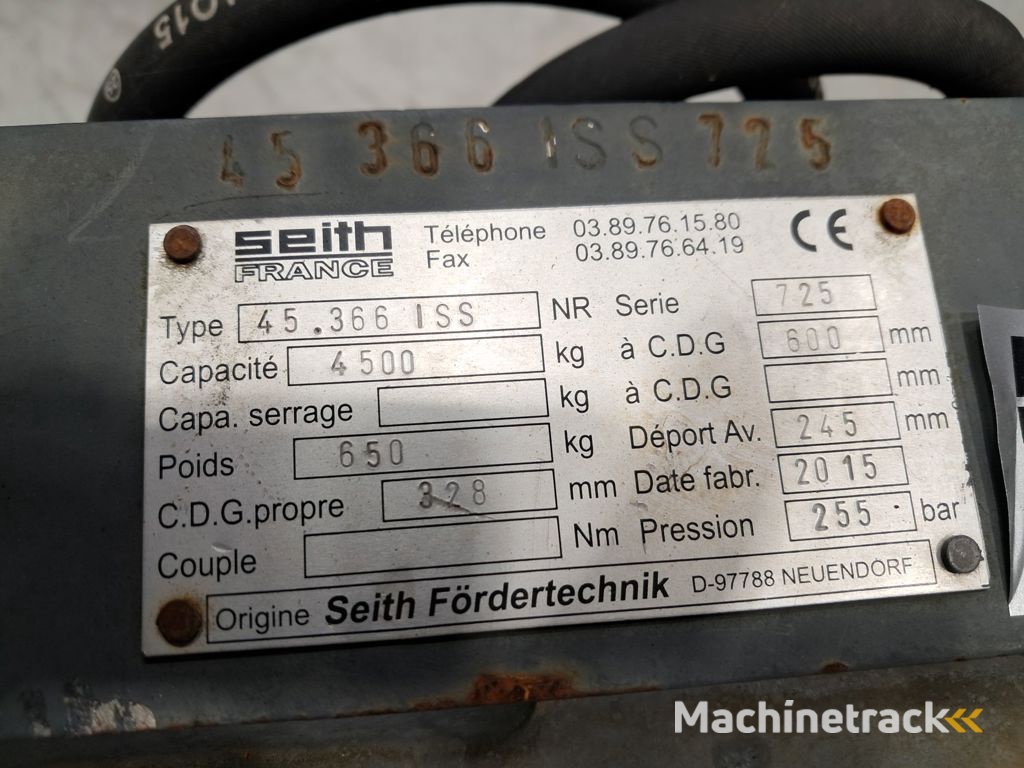 1015
45 366 ISS 725
seith
FRANCE
Téléphone 03.89.76.15.80
Fax 03.89.76.64.19
CE
Type 45.366 ISS NR Serie 725
Capacité 4500 kg à C.D.G 600 mm
Capa. serrage kg à C.D.G mm
Poids 650 kg Déport Av. 245 mm
C.D.G.propre 328 mm Date fabr. 2015
Couple Nm Pression 255 bar
Origine Seith Fördertechnik D-97788 NEUENDORF
Machinetrack